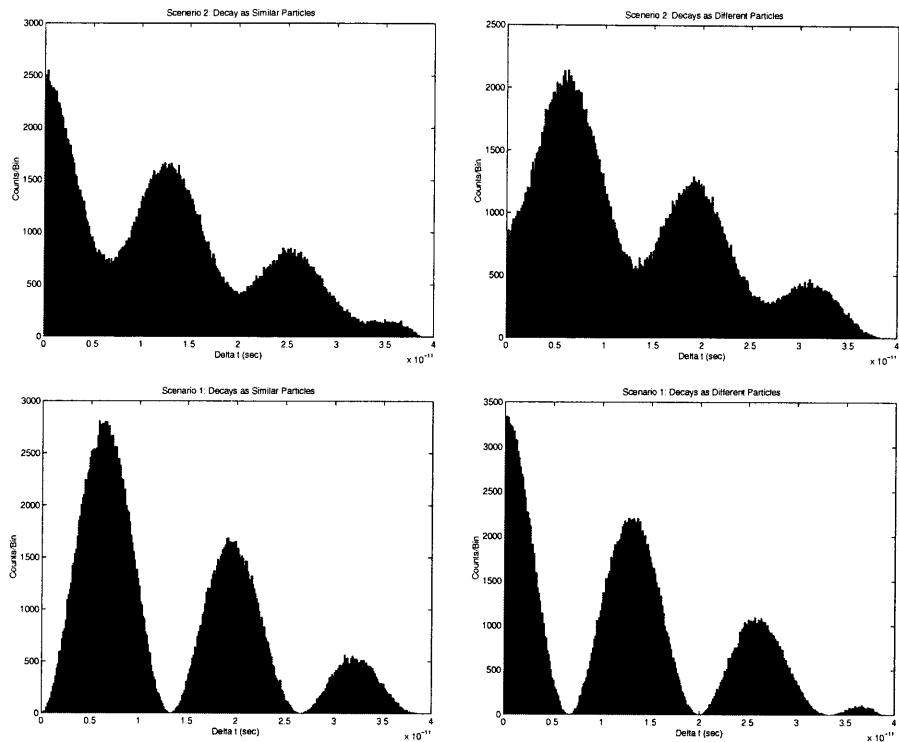 Scenerio 2: Decay as Similar Particles
3000
2500
2000
1500
1000
500
0
Counts/Bin
0 0.5 1 1.5 2 2.5 3 3.5 4
Delta t (sec)
x 10⁻¹¹
Scenerio 2: Decays as Different Particles
2500
2000
1500
1000
500
0
Counts/Bin
0 0.5 1 1.5 2 2.5 3 3.5 4
Delta t (sec)
x 10⁻¹¹
Scenerio 1: Decays as Similar Particles
3000
2500
2000
1500
1000
500
0
Counts/Bin
0 0.5 1 1.5 2 2.5 3 3.5 4
Delta t (sec)
x 10⁻¹¹
Scenerio 1: Decays as Different Particles
3500
3000
2500
2000
1500
1000
500
0
Counts/Bin
0 0.5 1 1.5 2 2.5 3 3.5 4
Delta t (sec)
x 10⁻¹¹